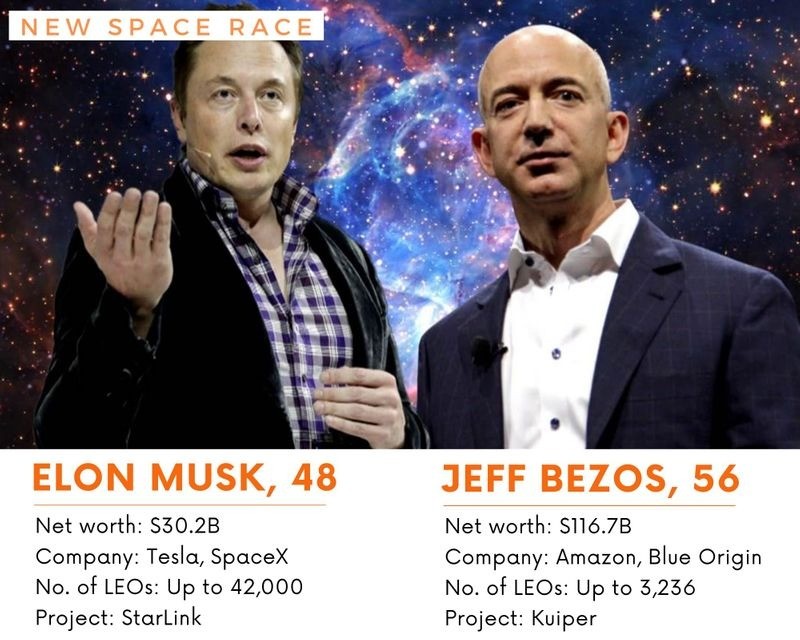 NEW SPACE RACE
ELON MUSK, 48
Net worth: $30.2B
Company: Tesla, SpaceX
No. of LEOs: Up to 42,000
Project: StarLink
JEFF BEZOS, 56
Net worth: $116.7B
Company: Amazon, Blue Origin
No. of LEOs: Up to 3,236
Project: Kuiper